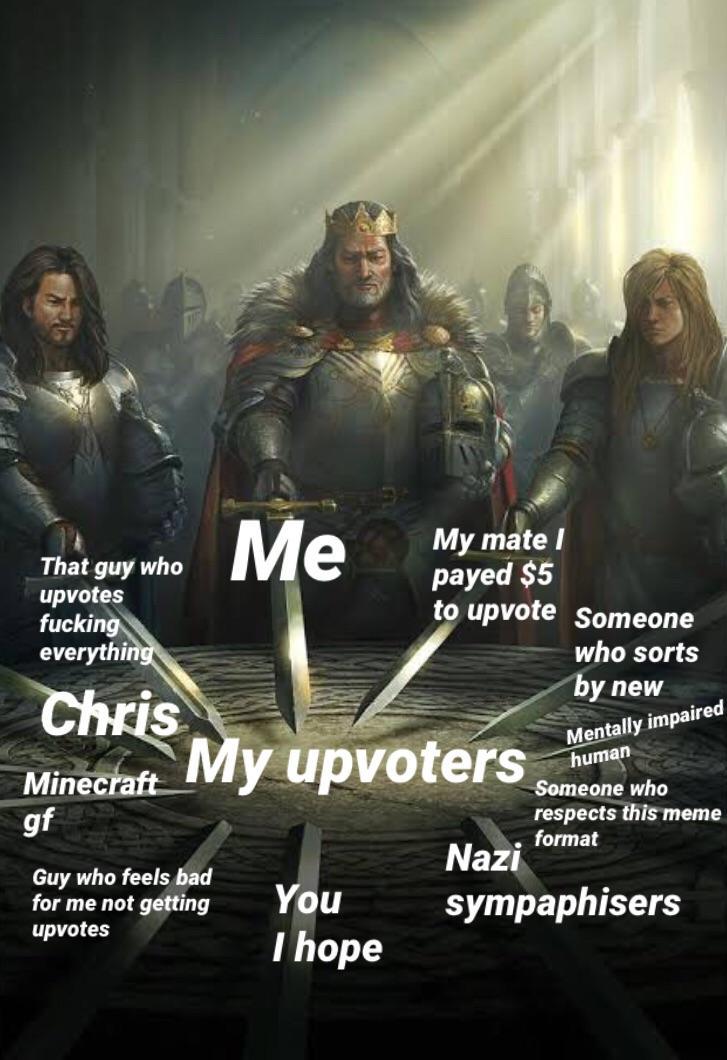 Me
My mate I
payed $5
to upvote
That guy who
upvotes
fucking
everything
Someone
who sorts
by new
Chris
Mentally impaired
human
My upvoters
Minecraft
gf
Someone who
respects this meme
format
Nazi
sympaphisers
Guy who feels bad
for me not getting
upvotes
You
I hope